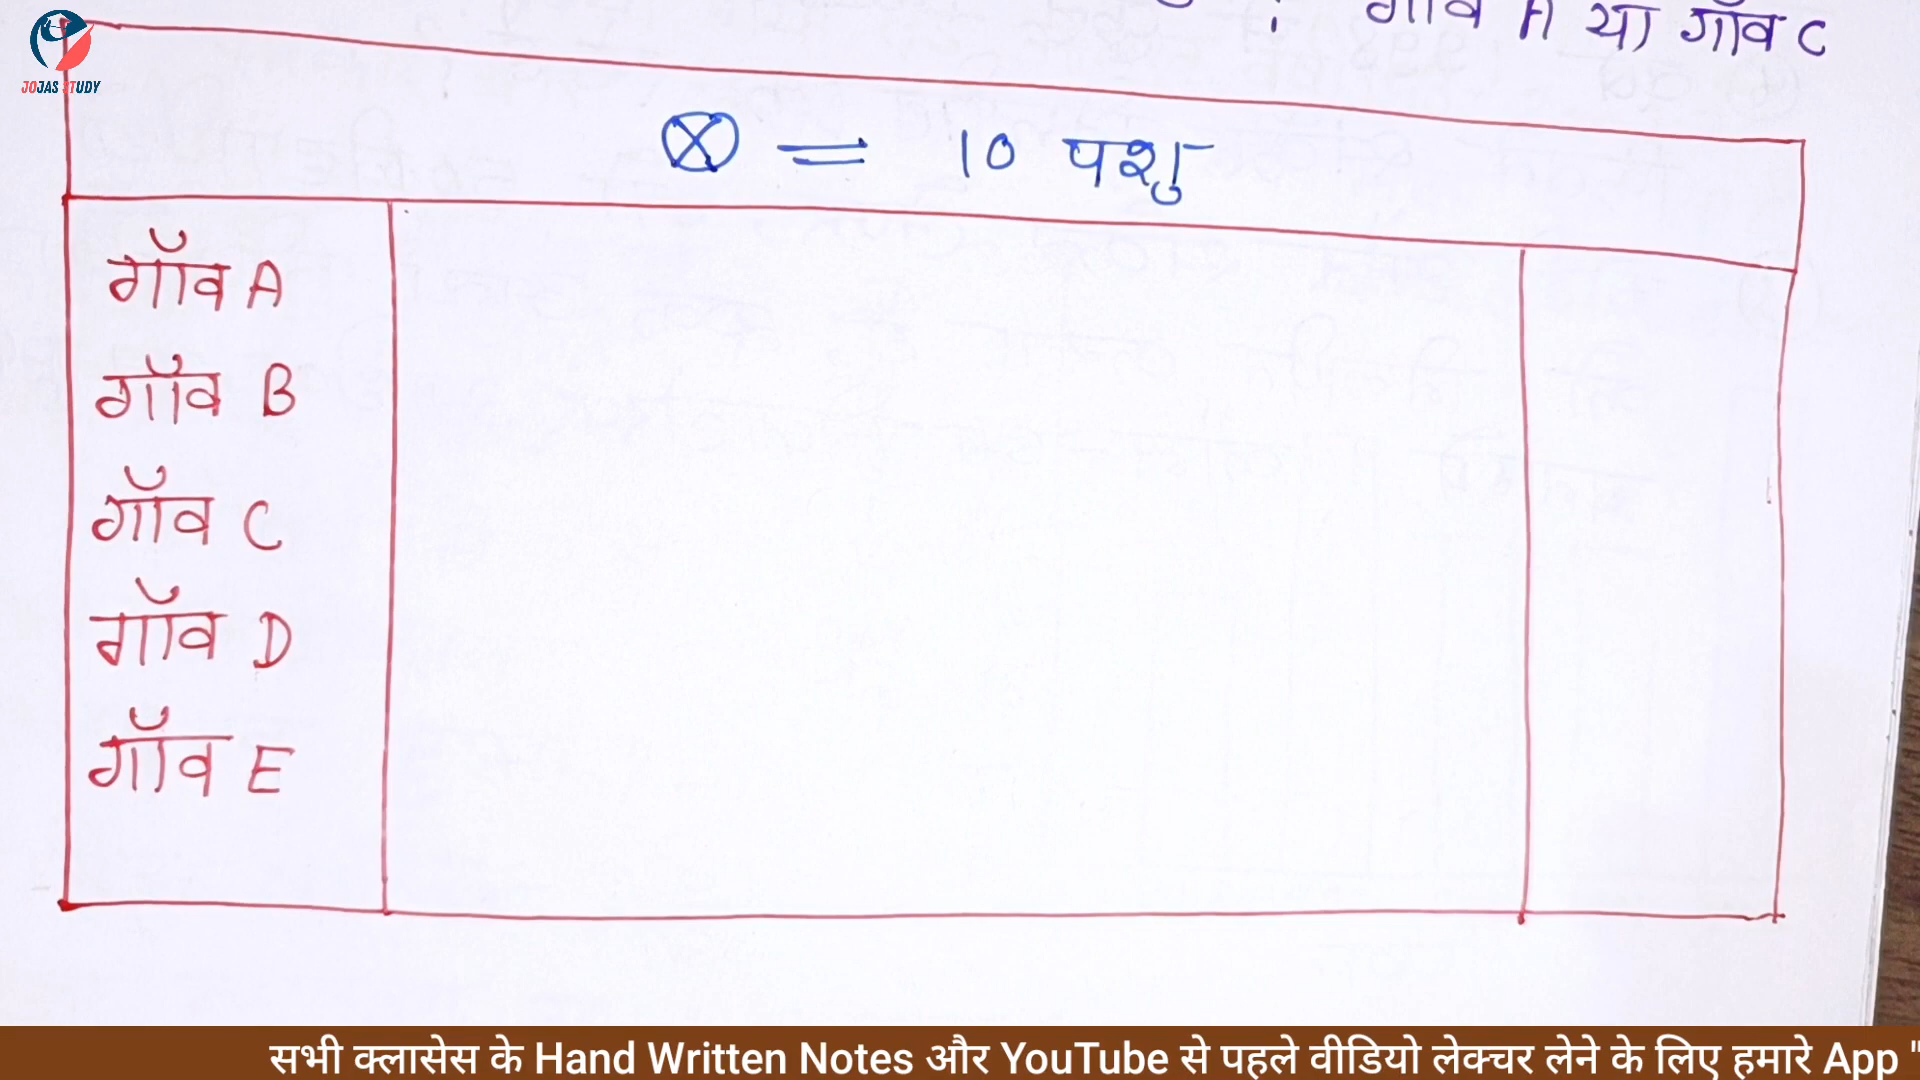 गाँव A या गाँव C
JOJAS STUDY
⊗ = 10 पशु
गाँव A
गाँव B
गाँव C
गाँव D
गाँव E
सभी क्लासेस के Hand Written Notes और YouTube से पहले वीडियो लेक्चर लेने के लिए हमारे App "